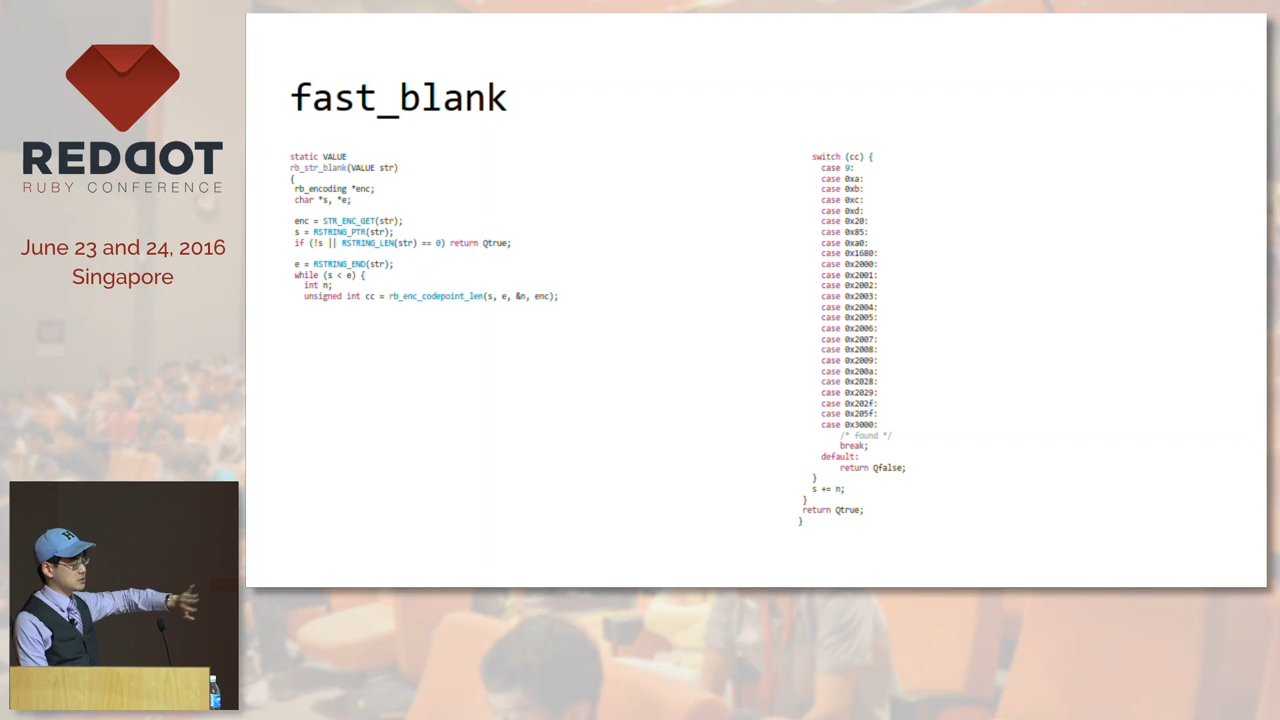 REDDOT
RUBY CONFERENCE
June 23 and 24, 2016
Singapore
fast_blank
static VALUE
rb_str_blank(VALUE str)
{
rb_encoding *enc;
char *s, *e;
enc = STR_ENC_GET(str);
s = RSTRING_PTR(str);
if (!s || RSTRING_LEN(str) == 0) return Qtrue;
e = RSTRING_END(str);
while (s < e) {
int n;
unsigned int cc = rb_enc_codepoint_len(s, e, &n, enc);
switch (cc) {
case 9:
case 0xa:
case 0xb:
case 0xc:
case 0xd:
case 0x20:
case 0x85:
case 0xa0:
case 0x1680:
case 0x2000:
case 0x2001:
case 0x2002:
case 0x2003:
case 0x2004:
case 0x2005:
case 0x2006:
case 0x2007:
case 0x2008:
case 0x2009:
case 0x200a:
case 0x2028:
case 0x2029:
case 0x202f:
case 0x205f:
case 0x3000:
/* found */
break;
default:
return Qfalse;
}
s += n;
}
return Qtrue;
}
H